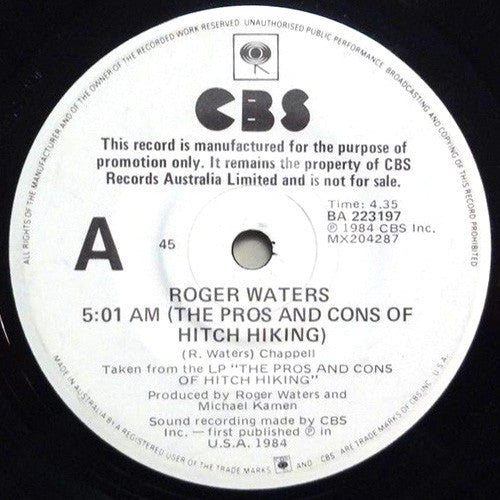 ALL RIGHTS OF THE MANUFACTURER AND OF THE OWNER OF THE RECORDED WORK RESERVED UNAUTHORISED PUBLIC PERFORMANCE, BROADCASTING AND COPYING OF THIS RECORD PROHIBITED
CBS
This record is manufactured for the purpose of
promotion only. It remains the property of CBS
Records Australia Limited and is not for sale.
Time: 4.35
BA 223197
℗ 1984 CBS Inc.
MX204287
A
45
ROGER WATERS
5:01 AM (THE PROS AND CONS OF
HITCH HIKING)
(R. Waters) Chappell
Taken from the LP "THE PROS AND CONS
OF HITCH HIKING"
Produced by Roger Waters and
Michael Kamen
Sound recording made by CBS
Inc. — first published ℗ in
U.S.A. 1984
MADE IN AUSTRALIA BY A REGISTERED USER OF THE TRADE MARKS AND CBS ARE TRADE MARKS OF CBS INC. U.S.A.